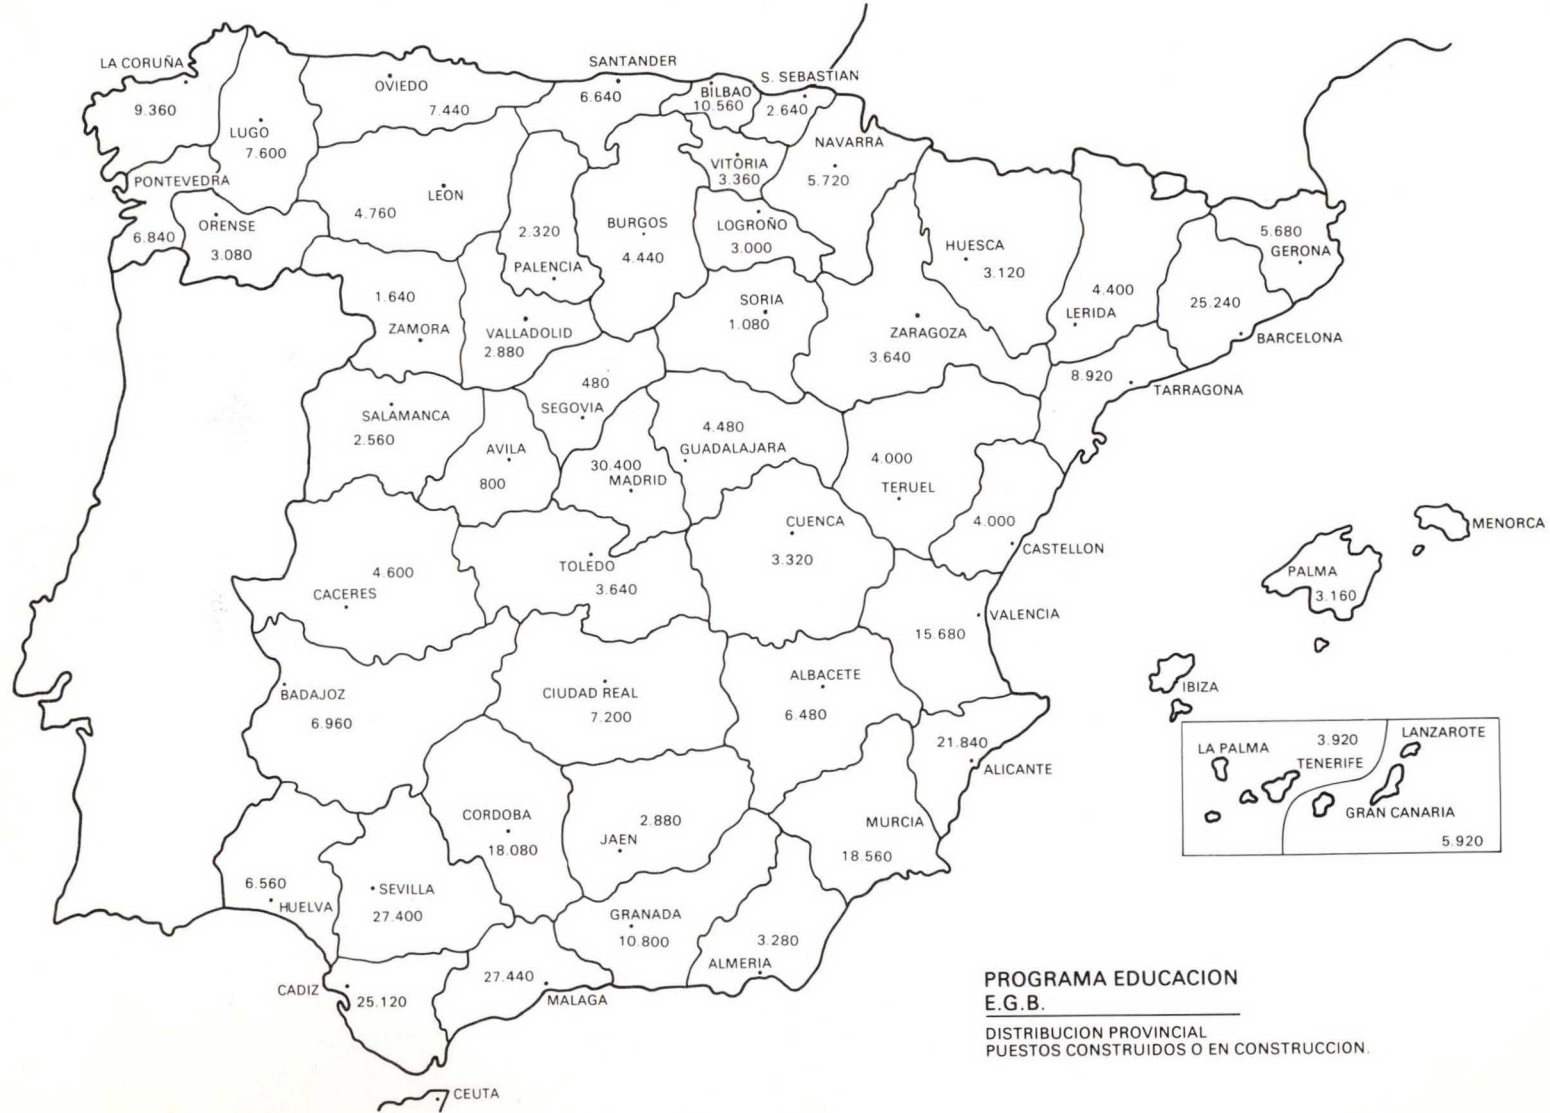 LA CORUÑA
9.360
LUGO
7.600
OVIEDO
7.440
SANTANDER
6.640
BILBAO
10.560
S. SEBASTIAN
2.640
NAVARRA
5.720
VITORIA
3.360
PONTEVEDRA
6.840
ORENSE
3.080
LEON
4.760
2.320
PALENCIA
BURGOS
4.440
LOGROÑO
3.000
HUESCA
3.120
4.400
LERIDA
5.680
GERONA
25.240
BARCELONA
1.640
ZAMORA
VALLADOLID
2.880
SORIA
1.080
ZARAGOZA
3.640
8.920
TARRAGONA
SALAMANCA
2.560
AVILA
800
480
SEGOVIA
30.400
MADRID
4.480
GUADALAJARA
4.000
TERUEL
4.000
CASTELLON
CUENCA
3.320
TOLEDO
3.640
4.600
CACERES
MENORCA
PALMA
3.160
IBIZA
VALENCIA
15.680
BADAJOZ
6.960
CIUDAD REAL
7.200
ALBACETE
6.480
21.840
ALICANTE
MURCIA
18.560
CORDOBA
18.080
2.880
JAEN
6.560
HUELVA
SEVILLA
27.400
GRANADA
10.800
3.280
ALMERIA
CADIZ
25.120
27.440
MALAGA
CEUTA
LA PALMA
3.920
TENERIFE
LANZAROTE
GRAN CANARIA
5.920
PROGRAMA EDUCACION
E.G.B.
DISTRIBUCION PROVINCIAL
PUESTOS CONSTRUIDOS O EN CONSTRUCCION.